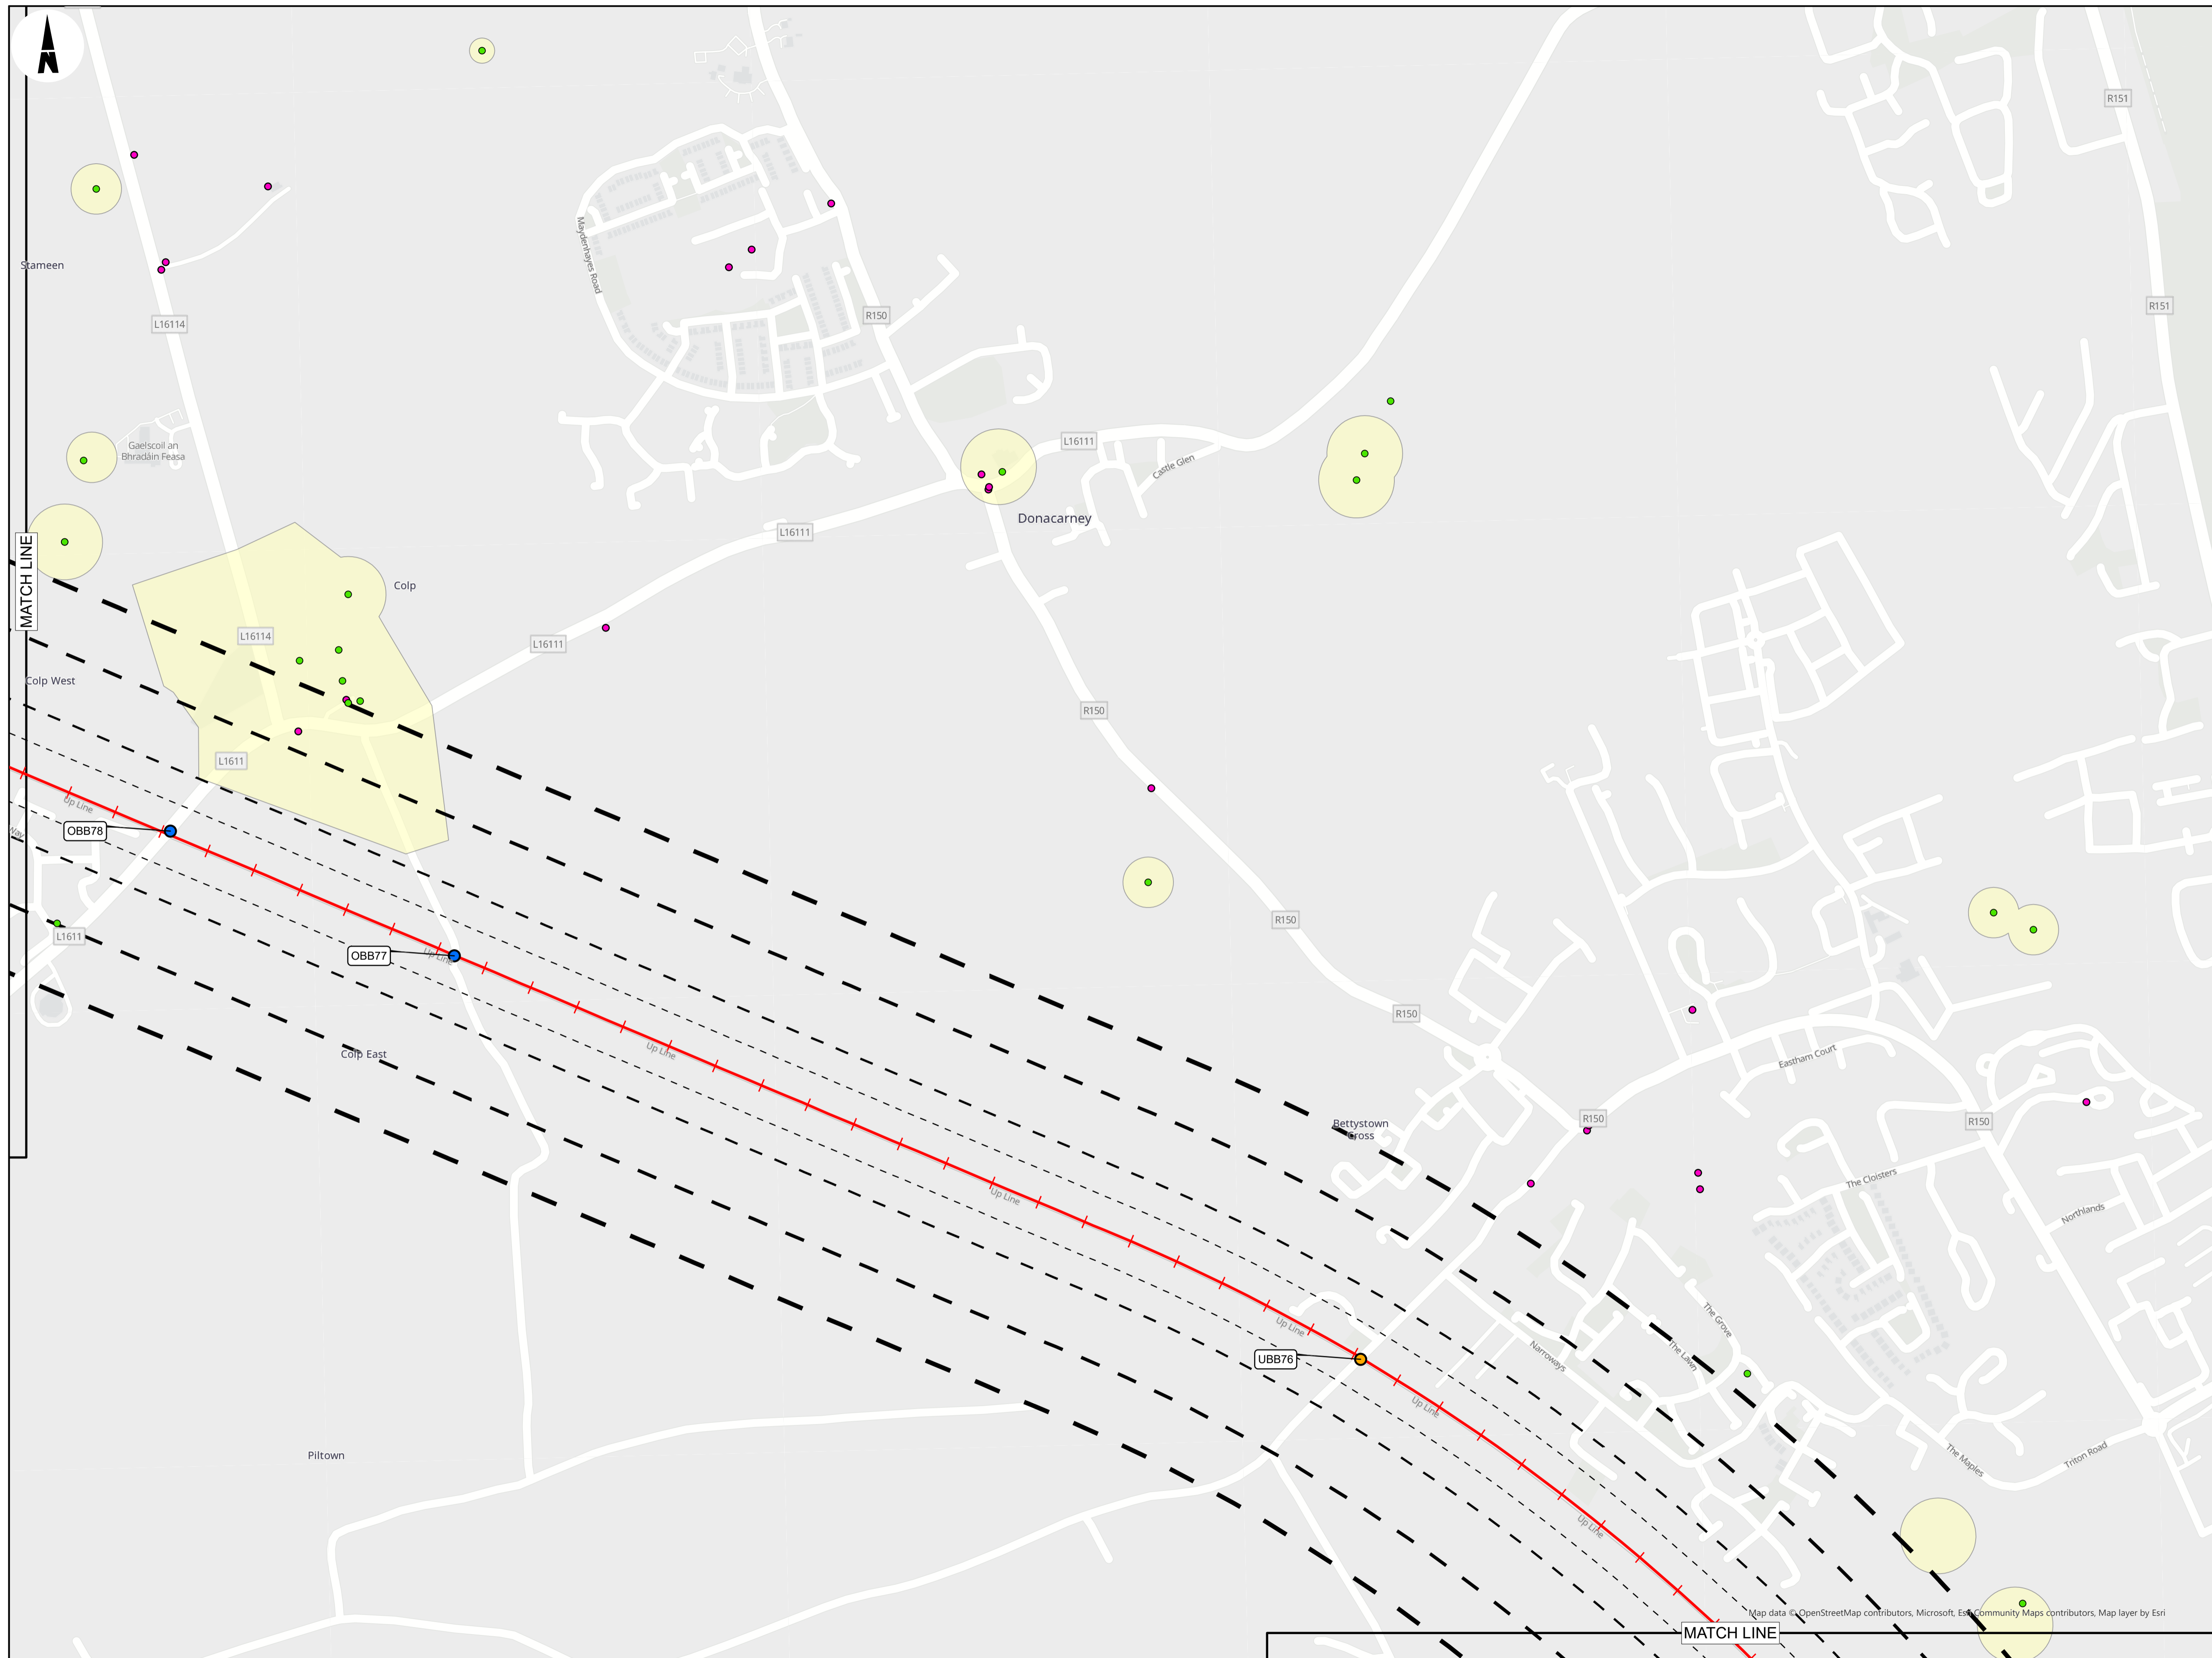 N
R151
Stameen
Maydenhayes Road
R151
L16114
R150
Gaelscoil an
Bhradáin Feasa
L16111
Castle Glen
Donacarney
L16111
MATCH LINE
Colp
L16114
L16111
Colp West
R150
L1611
Up Line
OBB78
R150
L1611
OBB77
Up Line
R150
Up Line
Colp East
Eastham Court
R150
Bettystown
Cross
R150
The Cloisters
Up Line
Northlands
The Grove
Up Line
UBB76
Narroways
The Lawn
Up Line
Piltown
The Maples
Triton Road
Up Line
Map data © OpenStreetMap contributors, Microsoft, Esri Community Maps contributors, Map layer by Esri
MATCH LINE